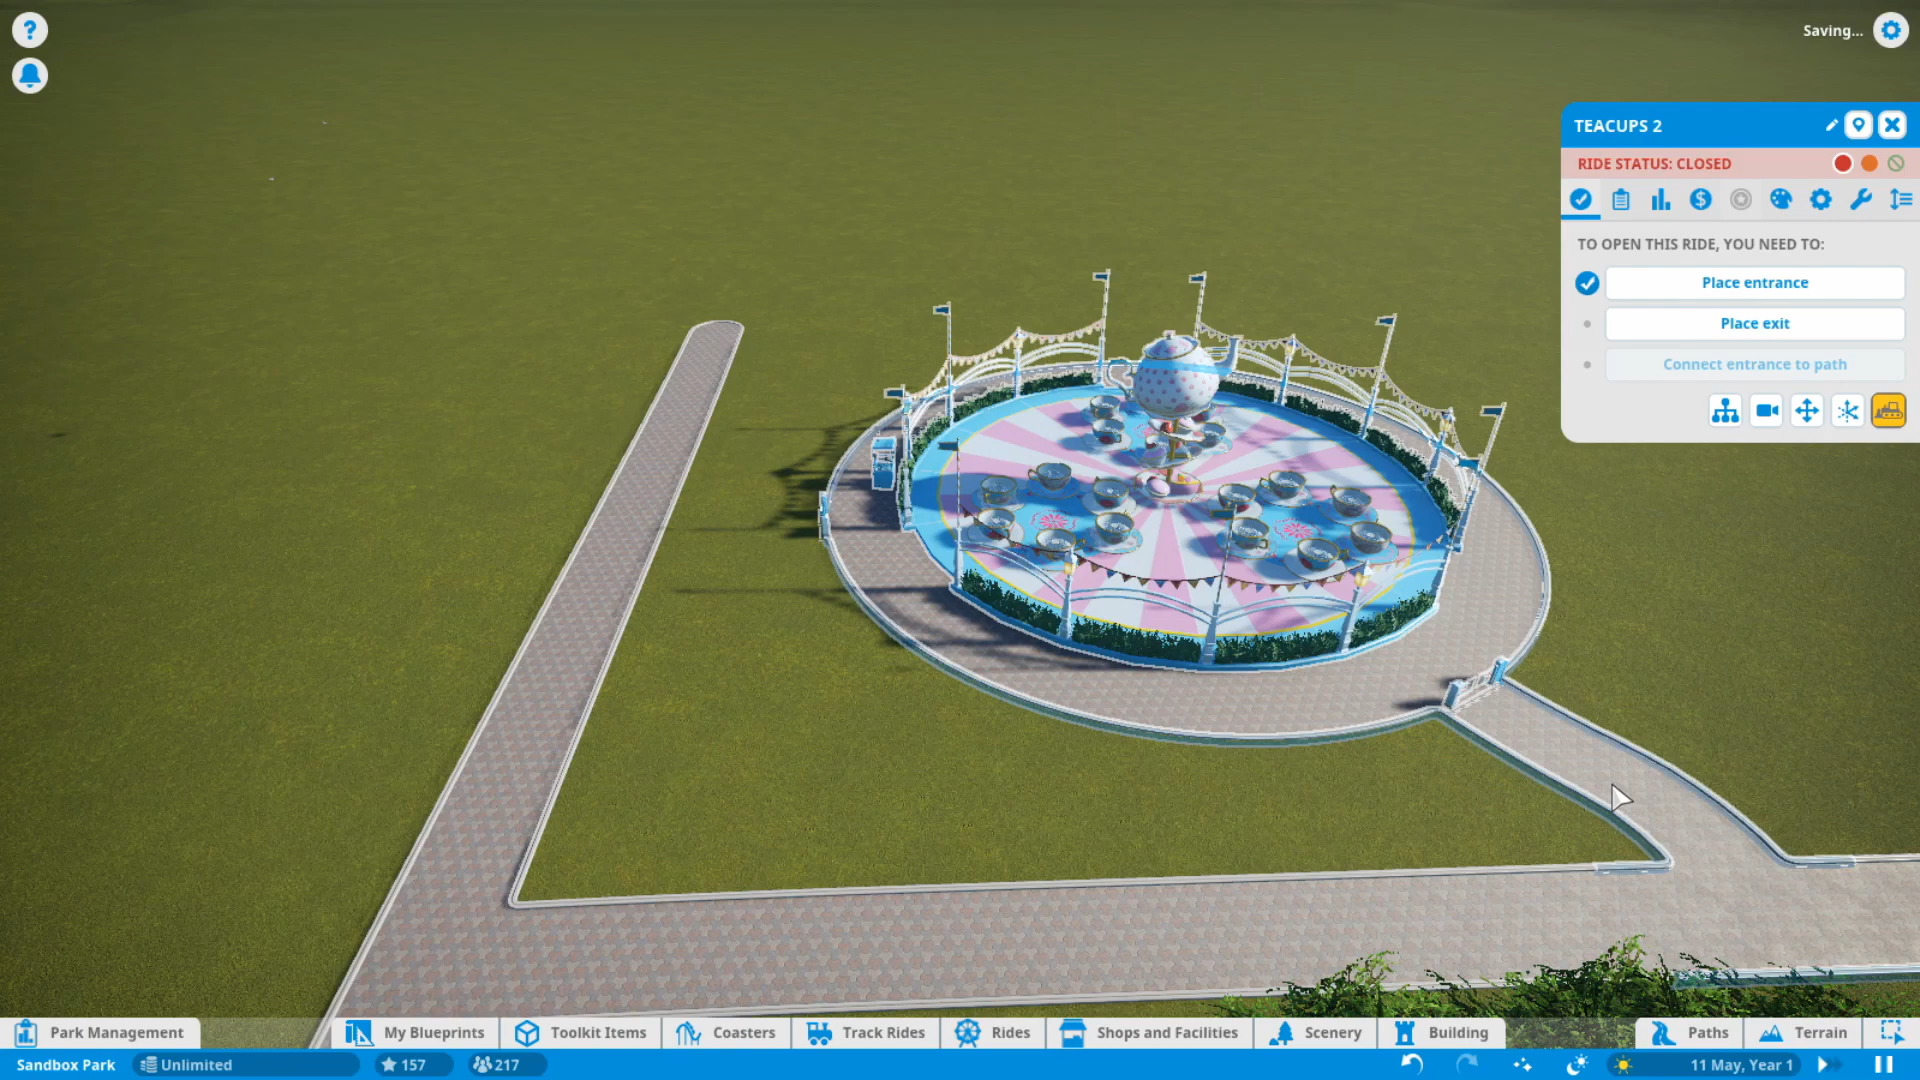 ?
Saving...
TEACUPS 2
RIDE STATUS: CLOSED
TO OPEN THIS RIDE, YOU NEED TO:
Place entrance
Place exit
Connect entrance to path
Park Management
My Blueprints
Toolkit Items
Coasters
Track Rides
Rides
Shops and Facilities
Scenery
Building
Paths
Terrain
Sandbox Park
Unlimited
157
217
11 May, Year 1